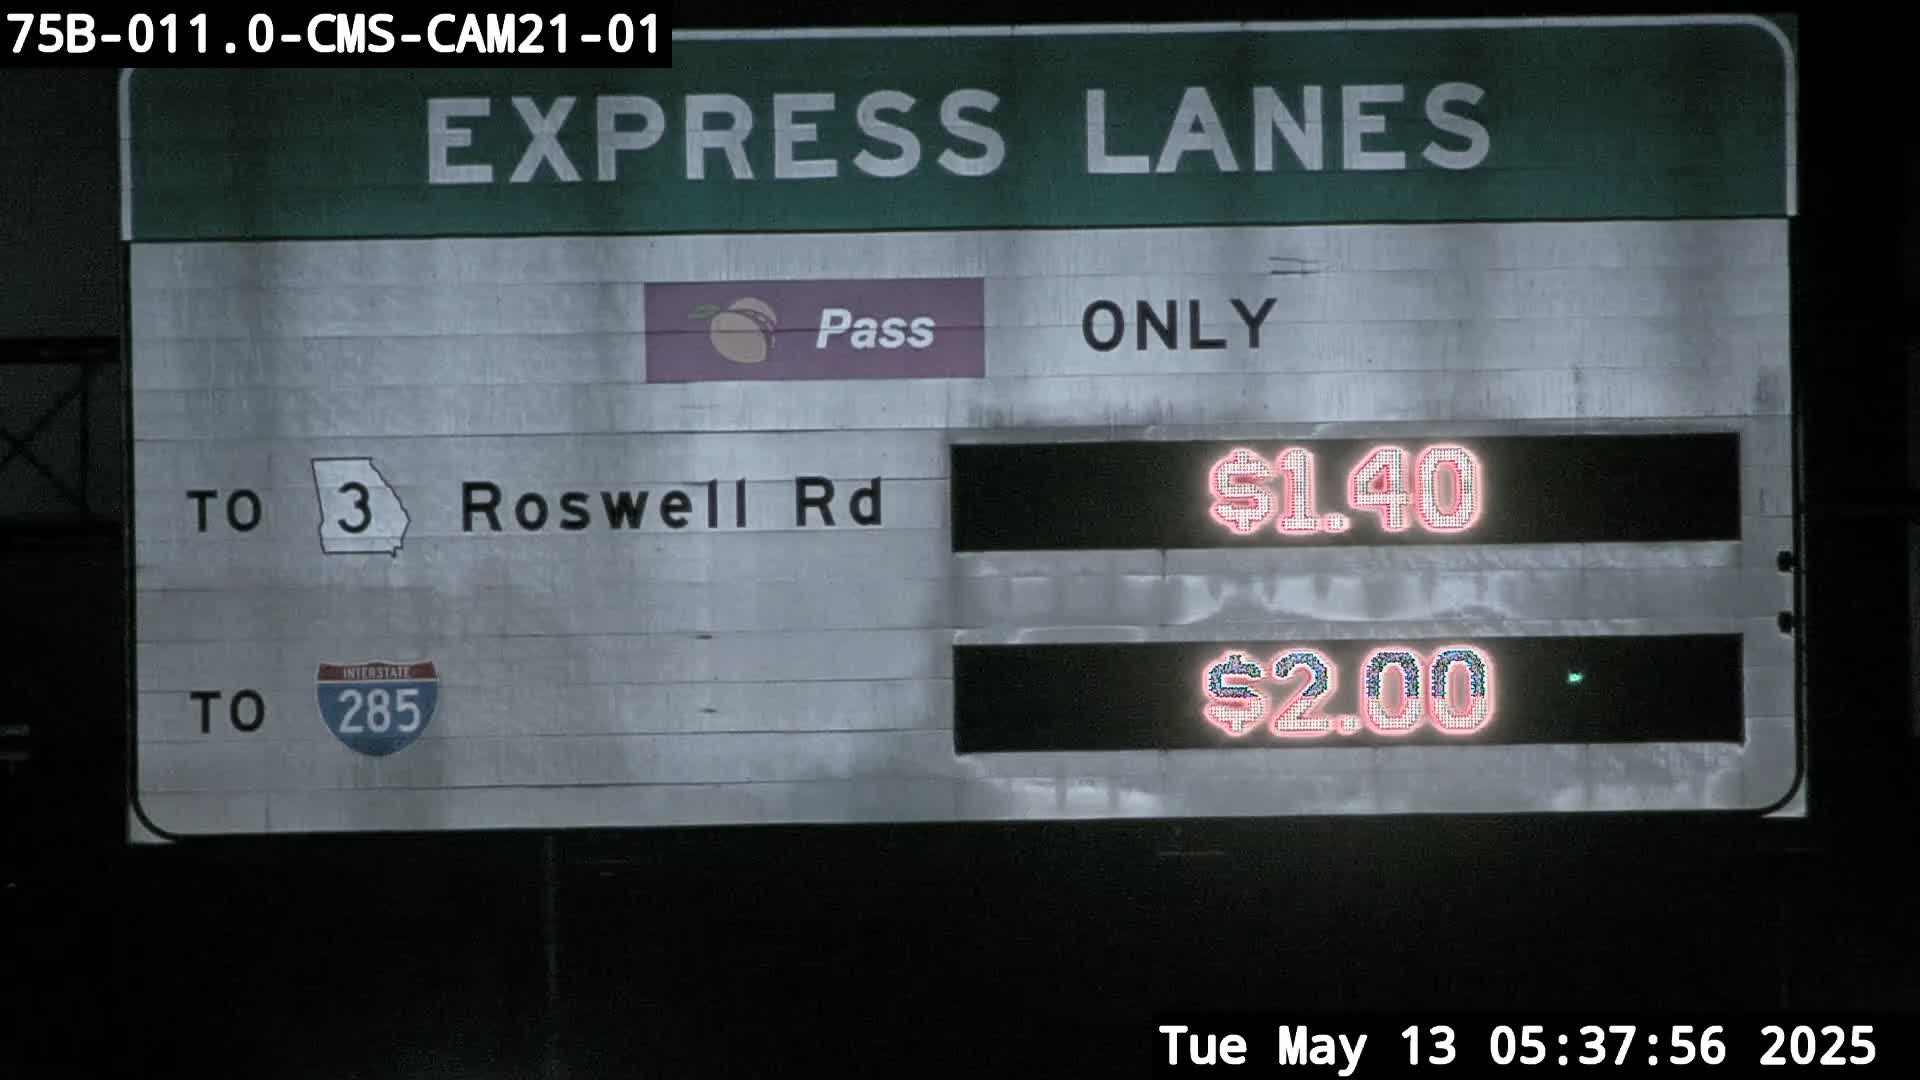 75B-011.0-CMS-CAM21-01
EXPRESS LANES
Pass ONLY
TO 3 Roswell Rd $1.40
INTERSTATE
TO 285 $2.00
Tue May 13 05:37:56 2025